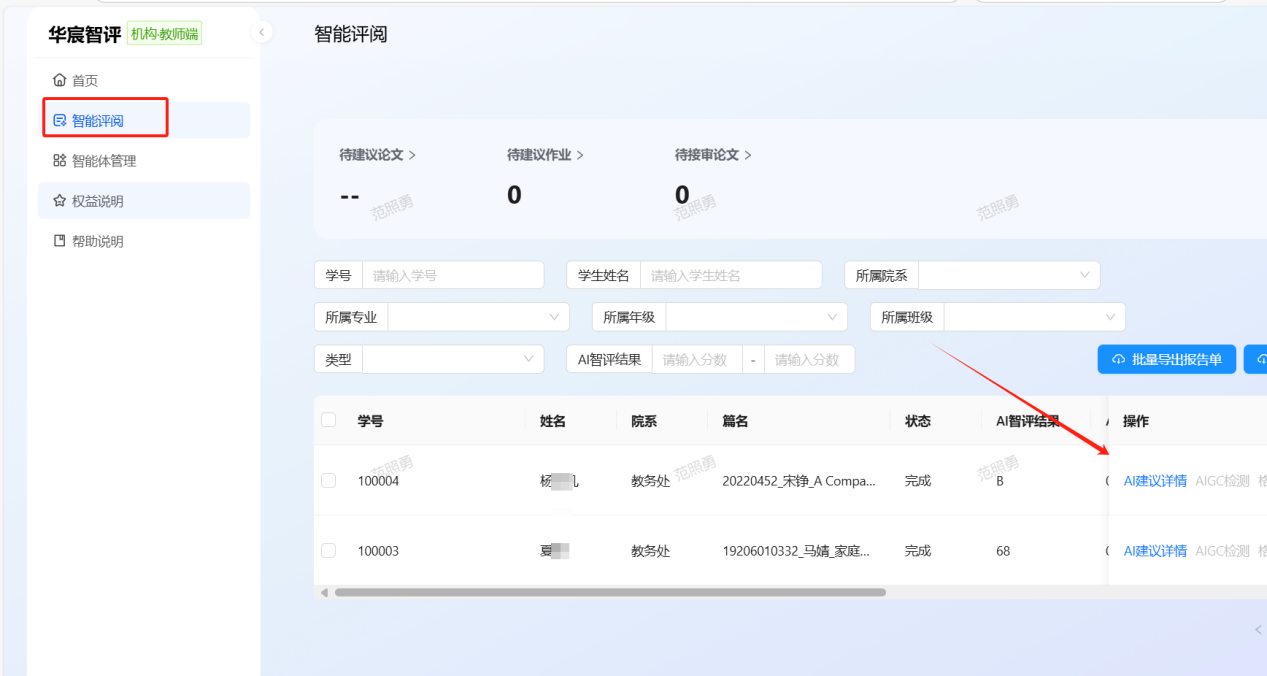 华宸智评 机构·教师端
智能评阅
首页
智能评阅
智能体管理
权益说明
帮助说明
待建议论文 > 待建议作业 > 待接审论文 >
-- 0 0
范照勇 范照勇 范照勇
学号 请输入学号 学生姓名 请输入学生姓名 所属院系
所属专业 所属年级 所属班级
类型 AI智评结果 请输入分数 - 请输入分数 批量导出报告单
学号 姓名 院系 篇名 状态 AI智评结果 操作
范照勇 范照勇 范照勇
100004 杨 教务处 20220452_宋铮_A Compa... 完成 B AI建议详情 AIGC检测
100003 夏 教务处 19206010332_马婧_家庭... 完成 68 AI建议详情 AIGC检测